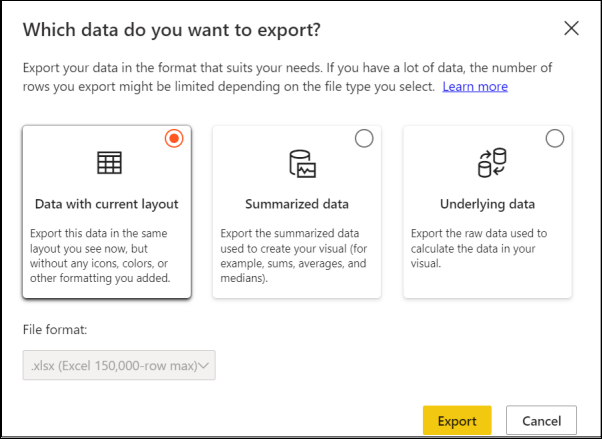 Which data do you want to export?
Export your data in the format that suits your needs. If you have a lot of data, the number of
rows you export might be limited depending on the file type you select. Learn more
Data with current layout
Export this data in the same
layout you see now, but
without any icons, colors, or
other formatting you added.
Summarized data
Export the summarized data
used to create your visual (for
example, sums, averages, and
medians).
Underlying data
Export the raw data used to
calculate the data in your
visual.
File format:
.xlsx (Excel 150,000-row max)
Export
Cancel